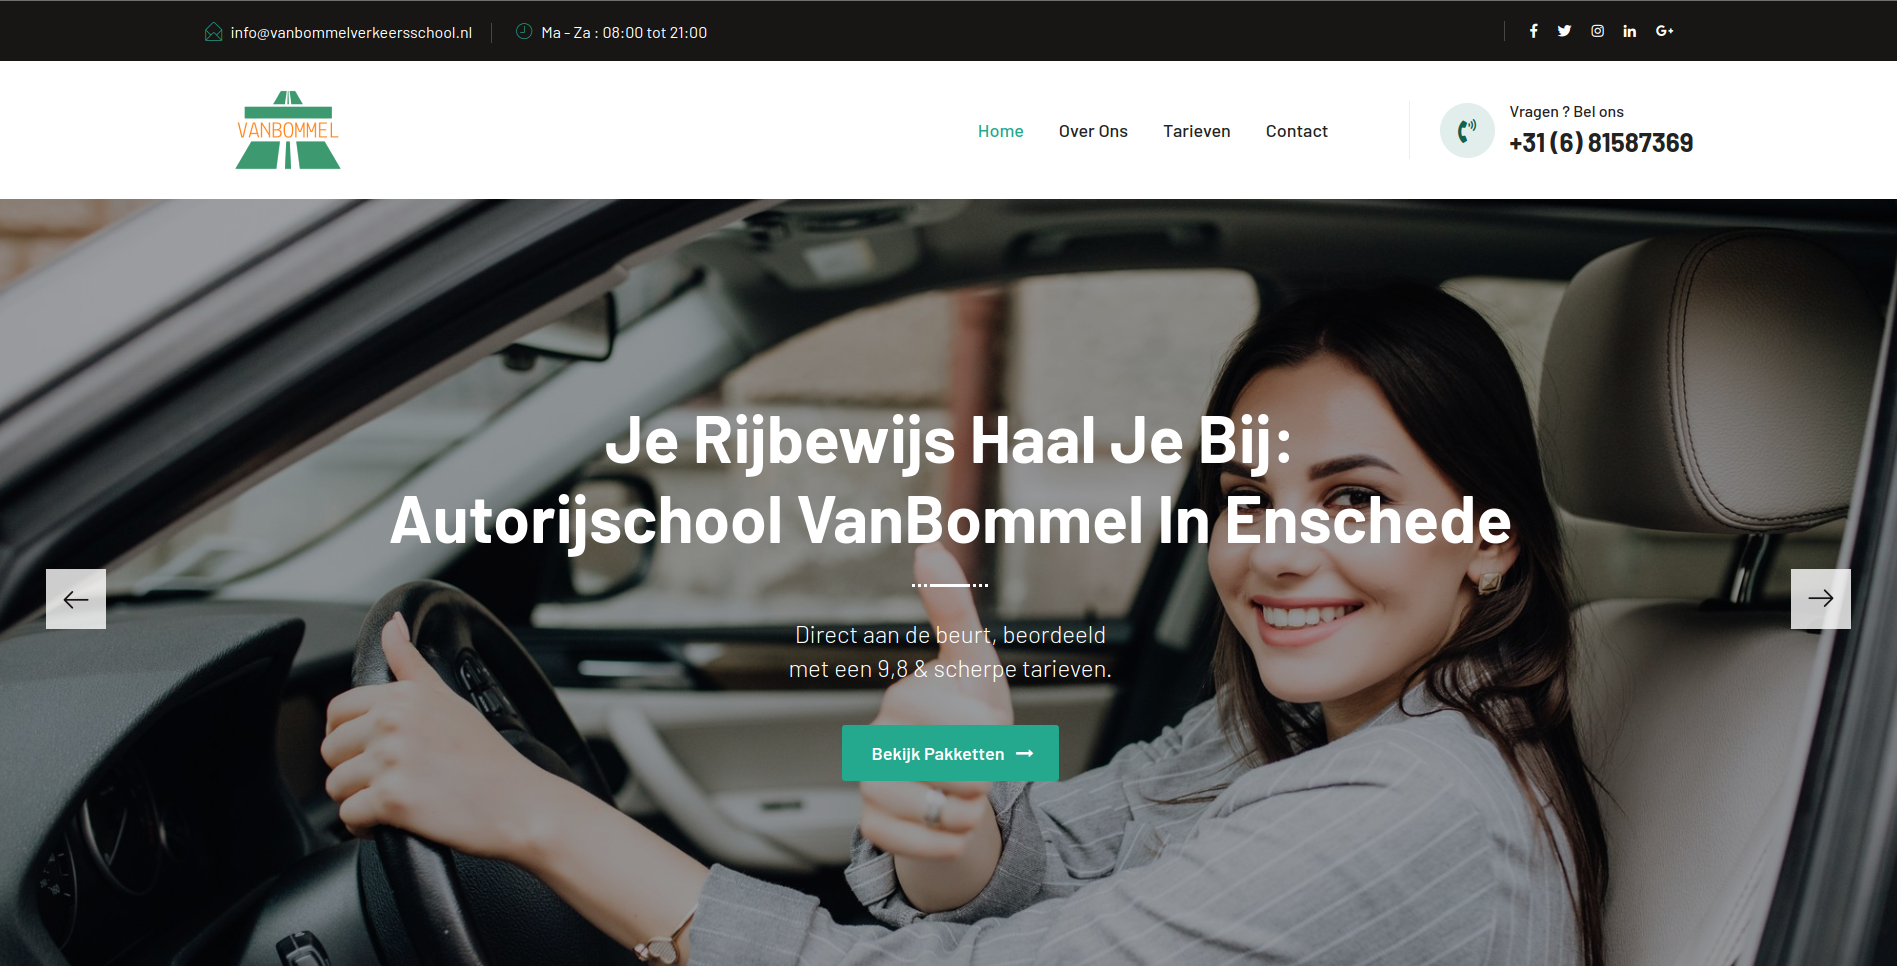 info@vanbommelverkeersschool.nl
Ma - Za : 08:00 tot 21:00
VANBOMMEL
Home
Over Ons
Tarieven
Contact
Vragen ? Bel ons
+31 (6) 81587369
Je Rijbewijs Haal Je Bij:
Autorijschool VanBommel In Enschede
Direct aan de beurt, beordeeld
met een 9,8 & scherpe tarieven.
Bekijk Pakketten